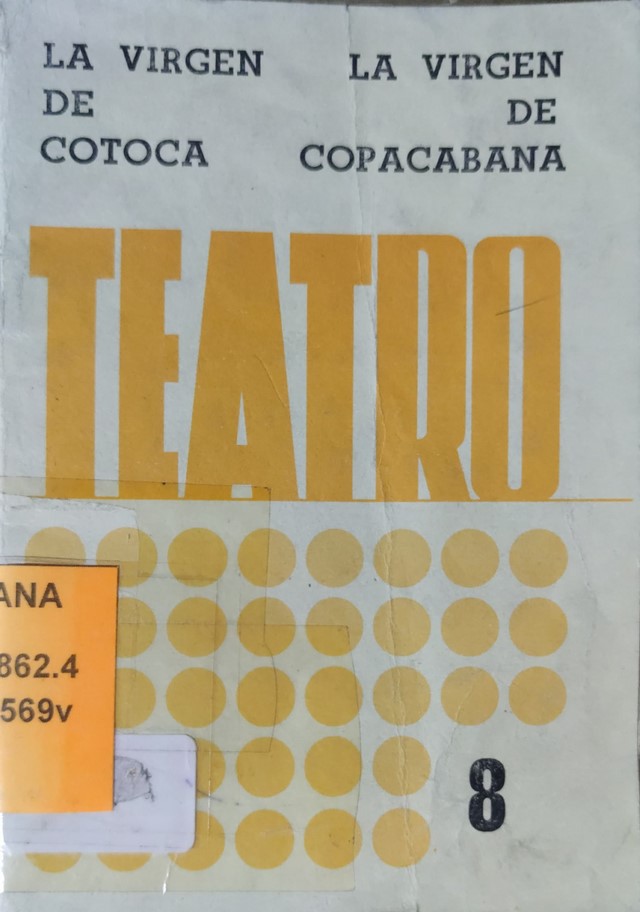 LA VIRGEN
DE
COTOCA
LA VIRGEN
DE
COPACABANA
TEATRO
ANA
862.4
569v
8